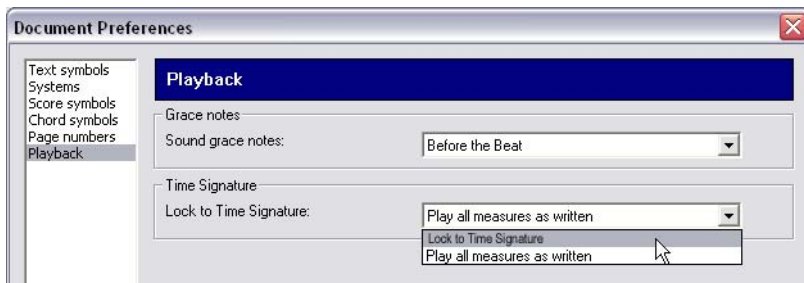 Document Preferences
Text symbols
Systems
Score symbols
Chord symbols
Page numbers
Playback
Playback
Grace notes
Sound grace notes: Before the Beat
Time Signature
Lock to Time Signature: Play all measures as written
Lock to Time Signature
Play all measures as written